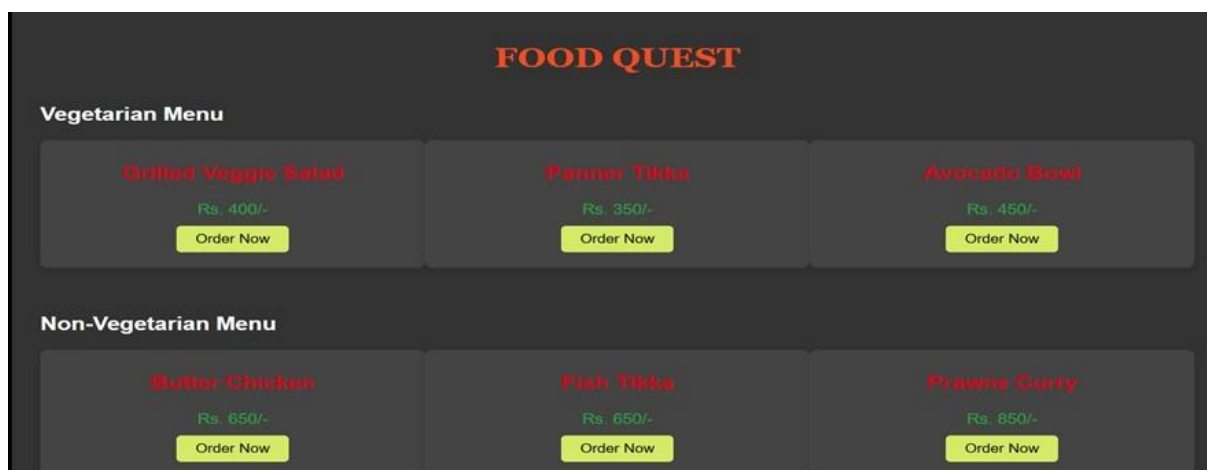 FOOD QUEST
Vegetarian Menu
Grilled Veggie Salad Panner Tikka Avocado Bowl
Rs. 400/- Rs. 350/- Rs. 450/-
Order Now Order Now Order Now
Non-Vegetarian Menu
Butter Chicken Fish Tikka Prawns Curry
Rs. 650/- Rs. 650/- Rs. 850/-
Order Now Order Now Order Now